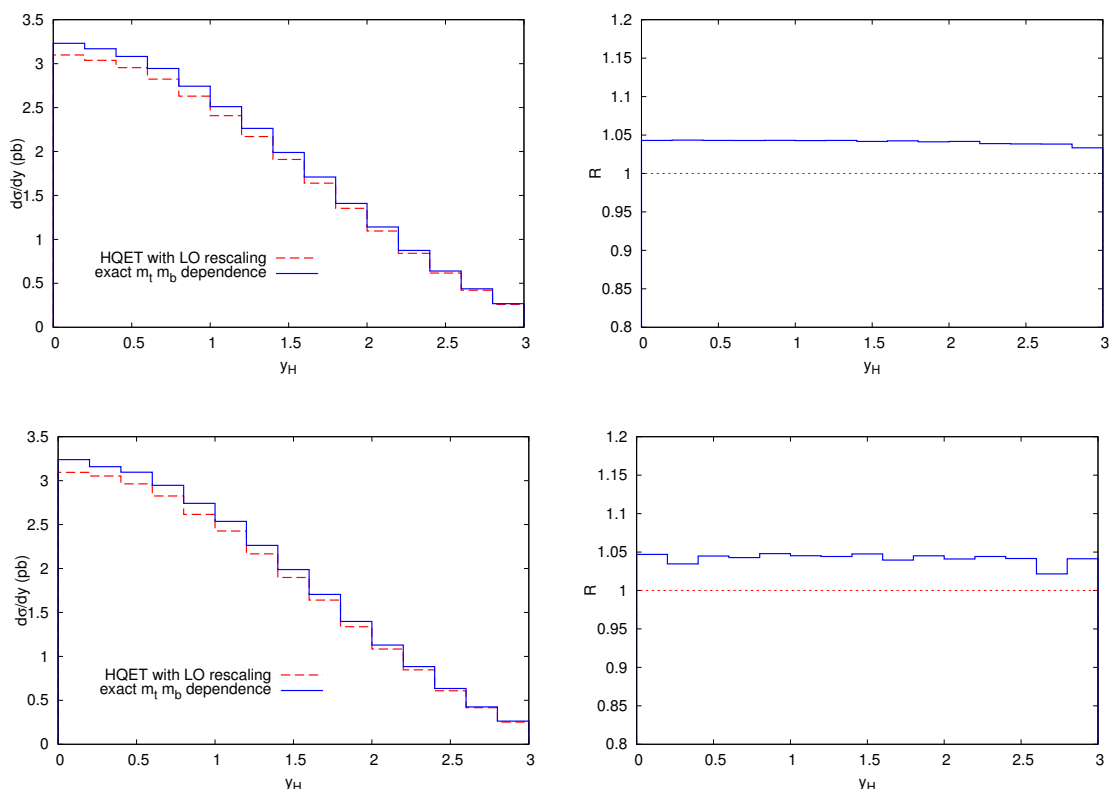 3.5
3
2.5
2
1.5
1
0.5
0
dσ/dy (pb)
HQET with LO rescaling
exact m_t m_b dependence
0 0.5 1 1.5 2 2.5 3
y_H
1.2
1.15
1.1
1.05
1
0.95
0.9
0.85
0.8
R
0 0.5 1 1.5 2 2.5 3
y_H
3.5
3
2.5
2
1.5
1
0.5
0
dσ/dy (pb)
HQET with LO rescaling
exact m_t m_b dependence
0 0.5 1 1.5 2 2.5 3
y_H
1.2
1.15
1.1
1.05
1
0.95
0.9
0.85
0.8
R
0 0.5 1 1.5 2 2.5 3
y_H